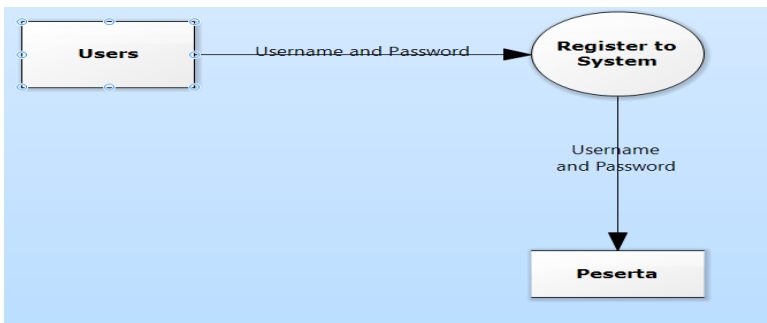 Users
Username and Password
Register to
System
Username
and Password
Peserta